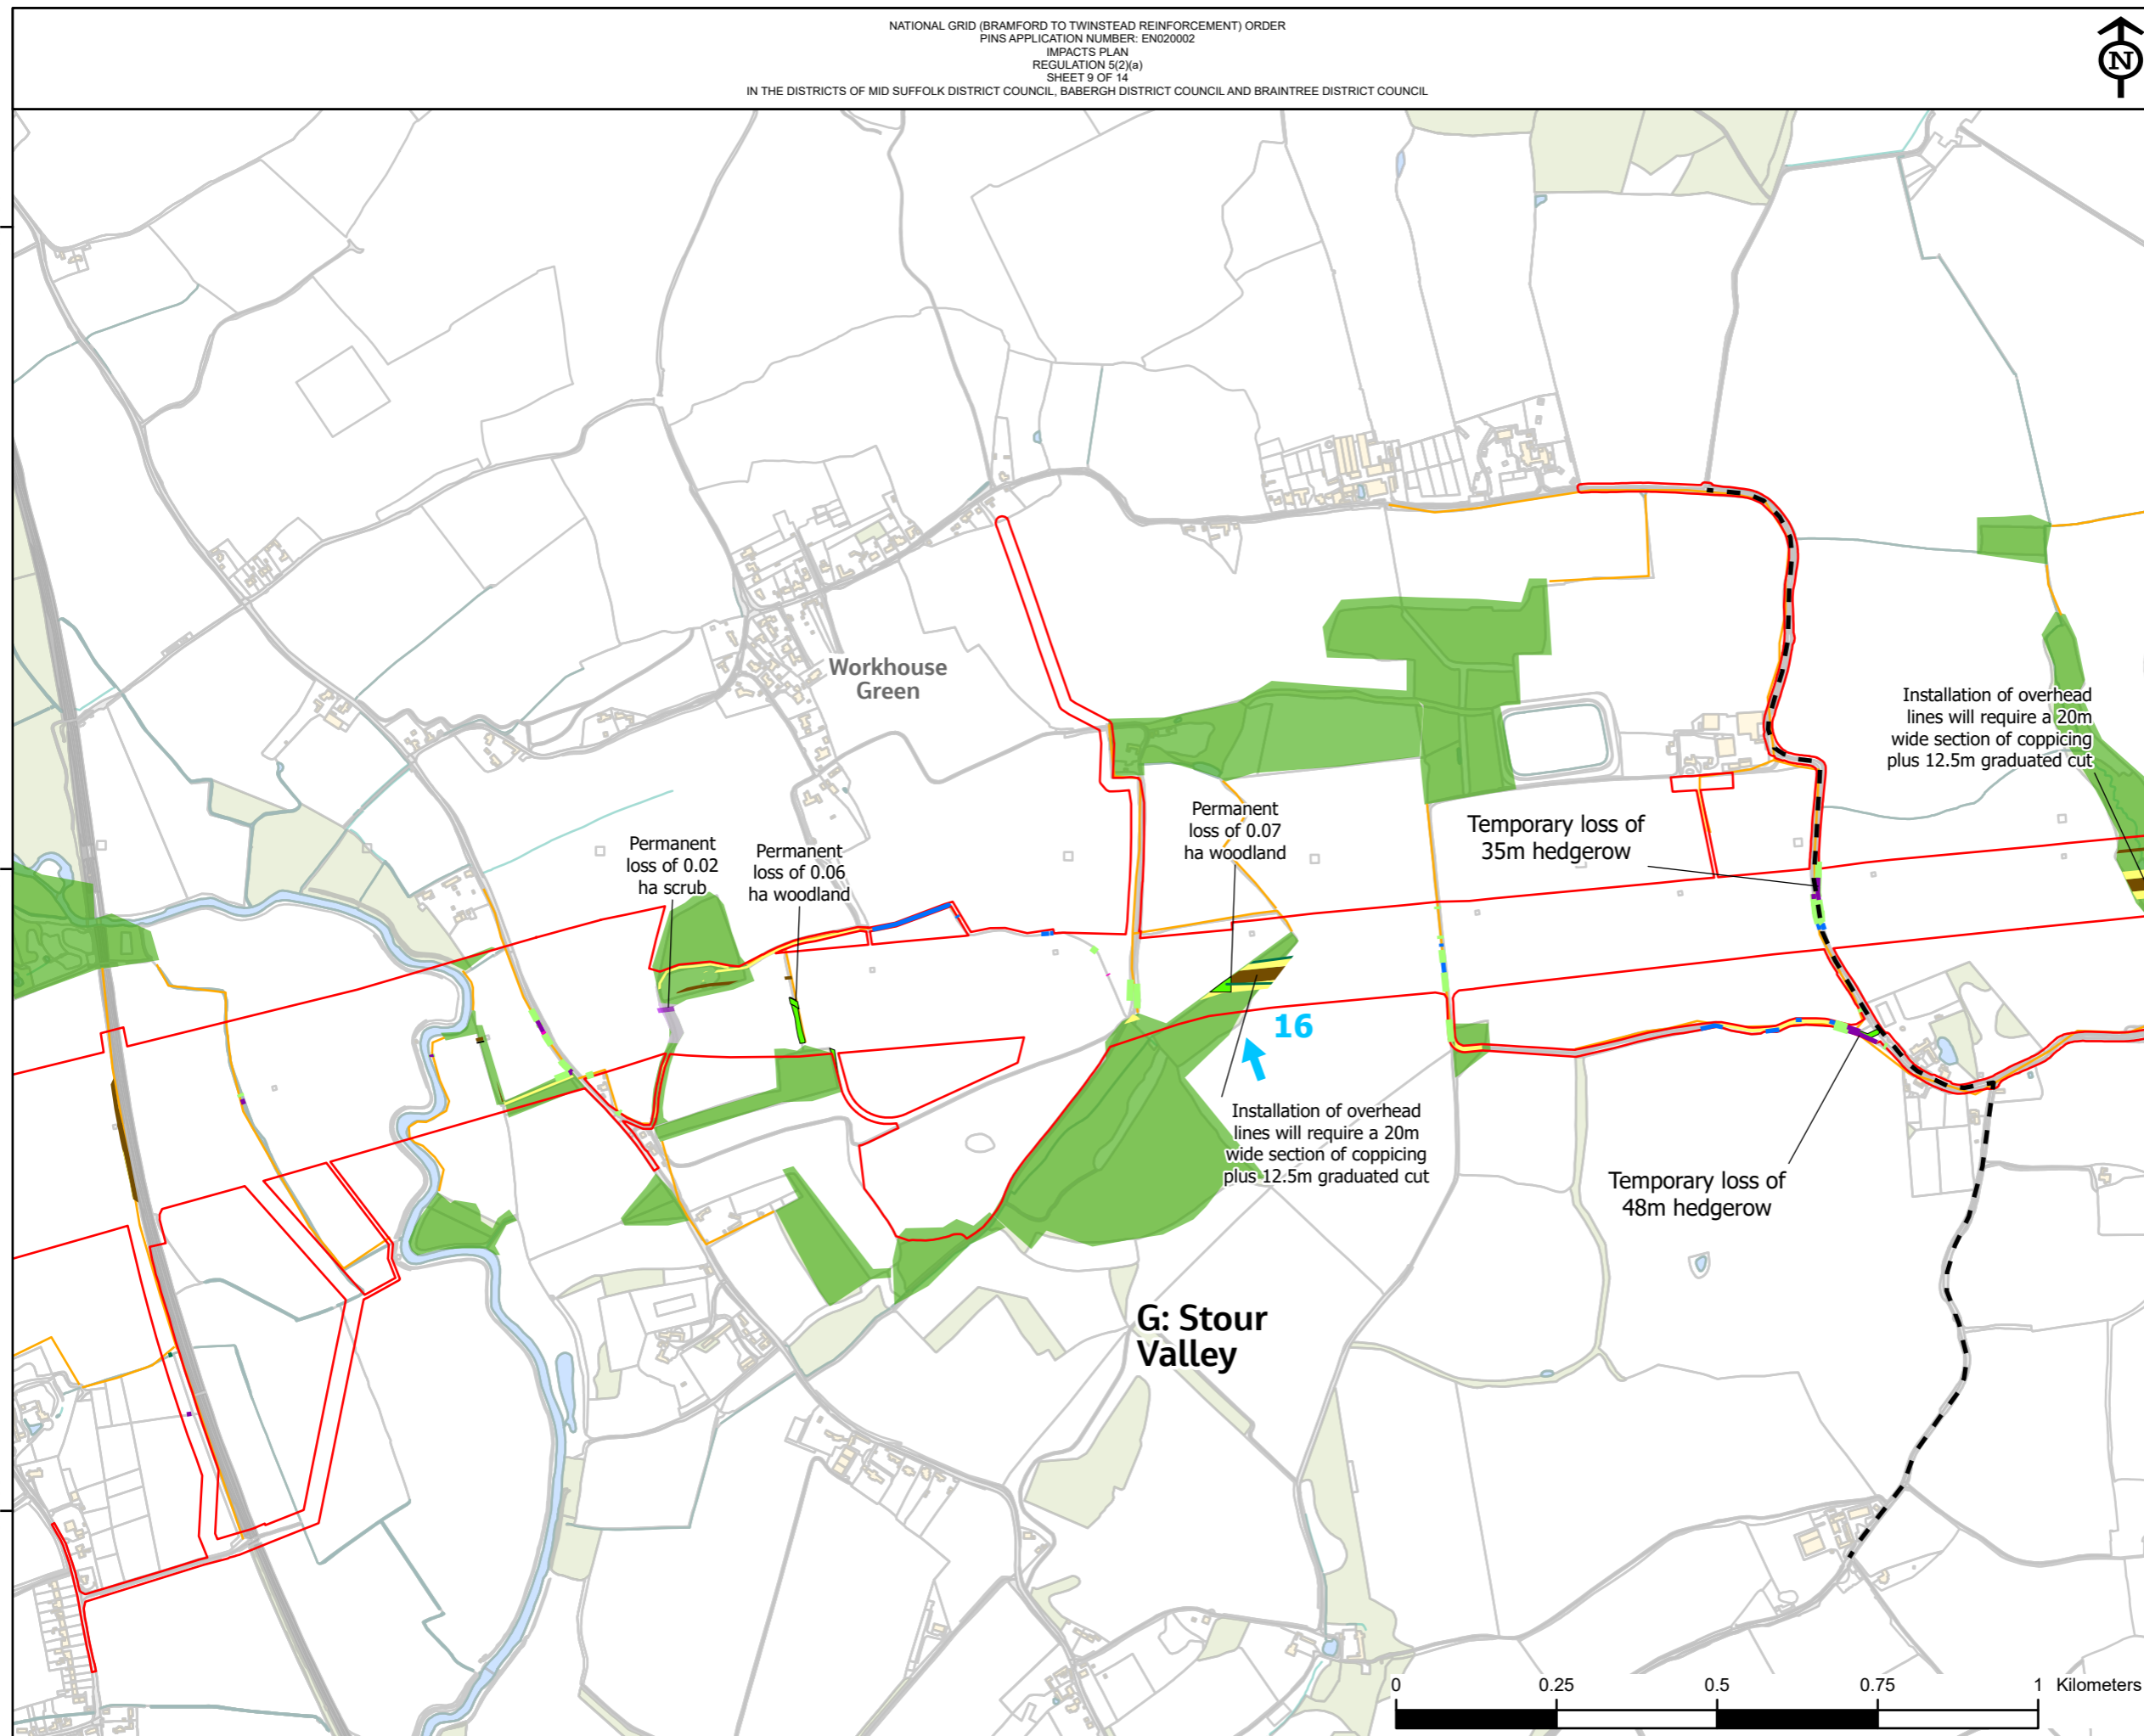 NATIONAL GRID (BRAMFORD TO TWINSTEAD REINFORCEMENT) ORDER
PINS APPLICATION NUMBER: EN020002
IMPACTS PLAN
REGULATION 5(2)(a)
SHEET 9 OF 14
IN THE DISTRICTS OF MID SUFFOLK DISTRICT COUNCIL, BABERGH DISTRICT COUNCIL AND BRAINTREE DISTRICT COUNCIL
N
Workhouse
Green
Installation of overhead
lines will require a 20m
wide section of coppicing
plus 12.5m graduated cut
Permanent
loss of 0.02
ha scrub
Permanent
loss of 0.06
ha woodland
Permanent
loss of 0.07
ha woodland
Temporary loss of
35m hedgerow
16
Installation of overhead
lines will require a 20m
wide section of coppicing
plus 12.5m graduated cut
Temporary loss of
48m hedgerow
G: Stour
Valley
0 0.25 0.5 0.75 1 Kilometers